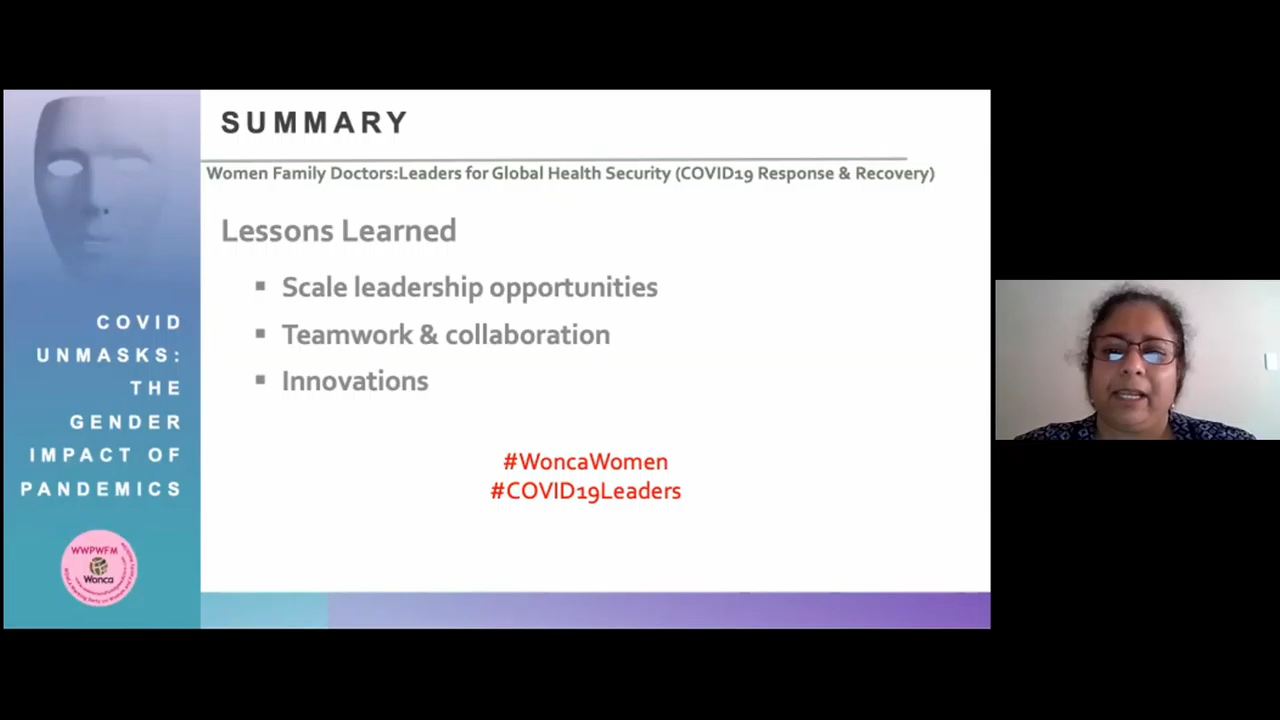 SUMMARY
Women Family Doctors:Leaders for Global Health Security (COVID19 Response & Recovery)
Lessons Learned
▪ Scale leadership opportunities
▪ Teamwork & collaboration
▪ Innovations
#WoncaWomen
#COVID19Leaders
COVID
UNMASKS:
THE
GENDER
IMPACT OF
PANDEMICS
WWPWFM
Wonca